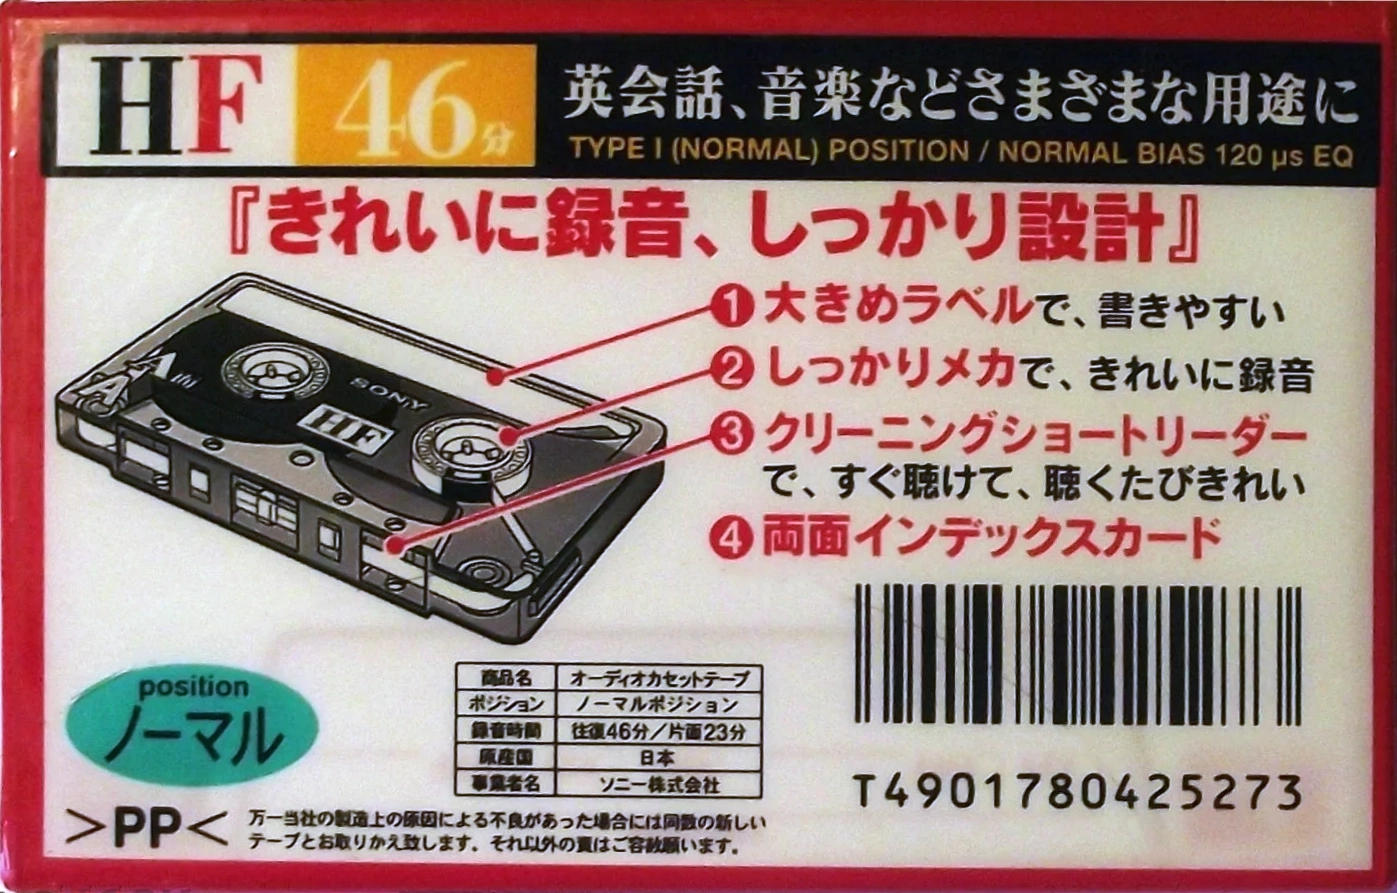 HF 46分
英会話、音楽などさまざまな用途に
TYPE I (NORMAL) POSITION / NORMAL BIAS 120 µs EQ
『きれいに録音、しっかり設計』
❶大きめラベルで、書きやすい
❷しっかりメカで、きれいに録音
❸クリーニングショートリーダー
で、すぐ聴けて、聴くたびきれい
❹両面インデックスカード
A
SONY
HF
T4901780425273
position
ノーマル
商品名 オーディオカセットテープ
ポジション ノーマルポジション
録音時間 往復46分／片面23分
原産国 日本
事業者名 ソニー株式会社
>PP<
万一当社の製造上の原因による不良があった場合には同数の新しい
テープとお取りかえ致します。それ以外の責はご容赦願います。